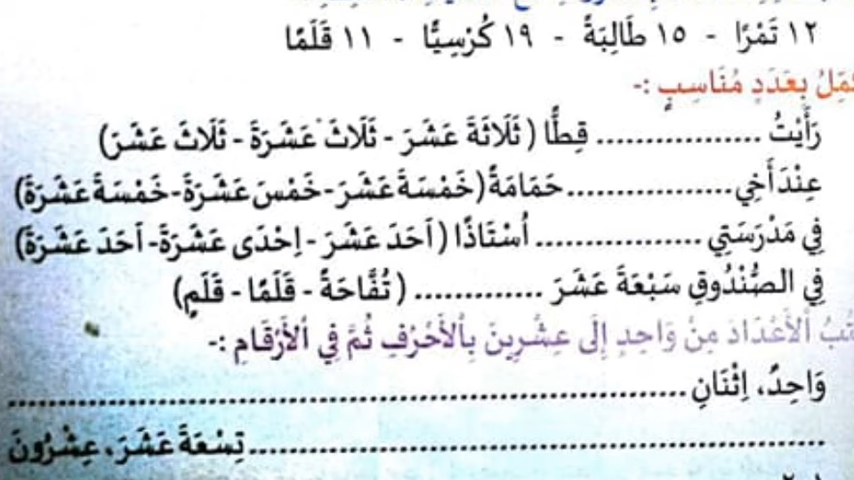 ١٢ تَمْرًا - ١٥ طَالِبَةً - ١٩ كُرْسِيًّا - ١١ قَلَمًا
بِعَدَدٍ مُنَاسِبٍ :-
رَأَيْتُ ................. قِطًّا ( ثَلَاثَةَ عَشَرَ - ثَلَاثَ عَشَرَةَ - ثَلَاثَ عَشَرَ)
عِنْدَ أَخِي................. حَمَامَةً (خَمْسَةَ عَشَرَ - خَمْسَ عَشَرَةَ - خَمْسَةَ عَشَرَةَ)
فِي مَدْرَسَتِي ................. أُسْتَاذًا ( اَحَدَ عَشَرَ - اِحْدَى عَشَرَةَ - اَحَدَ عَشَرَةَ)
فِي الصُّنْدُوقِ سَبْعَةَ عَشَرَ ............. ( تُفَّاحَةً - قَلَمًا - قَلَمٍ)
الْأَعْدَادَ مِنْ وَاحِدٍ إِلَى عِشْرِينَ بِالْأَحْرُفِ ثُمَّ فِي الْأَرْقَامِ :-
وَاحِدٌ، اِثْنَانِ ................................................
................................................ تِسْعَةَ عَشَرَ، عِشْرُونَ